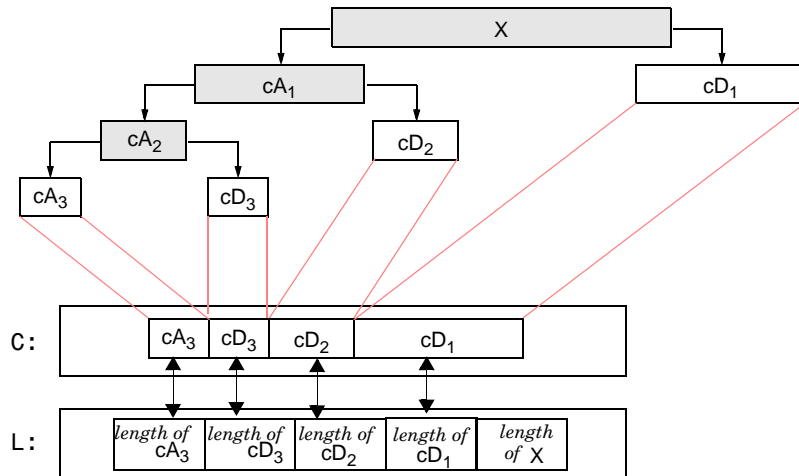 X
cA₁ cD₁
cA₂ cD₂
cA₃ cD₃
C: cA₃ cD₃ cD₂ cD₁
L: length of cA₃ length of cD₃ length of cD₂ length of cD₁ length of X